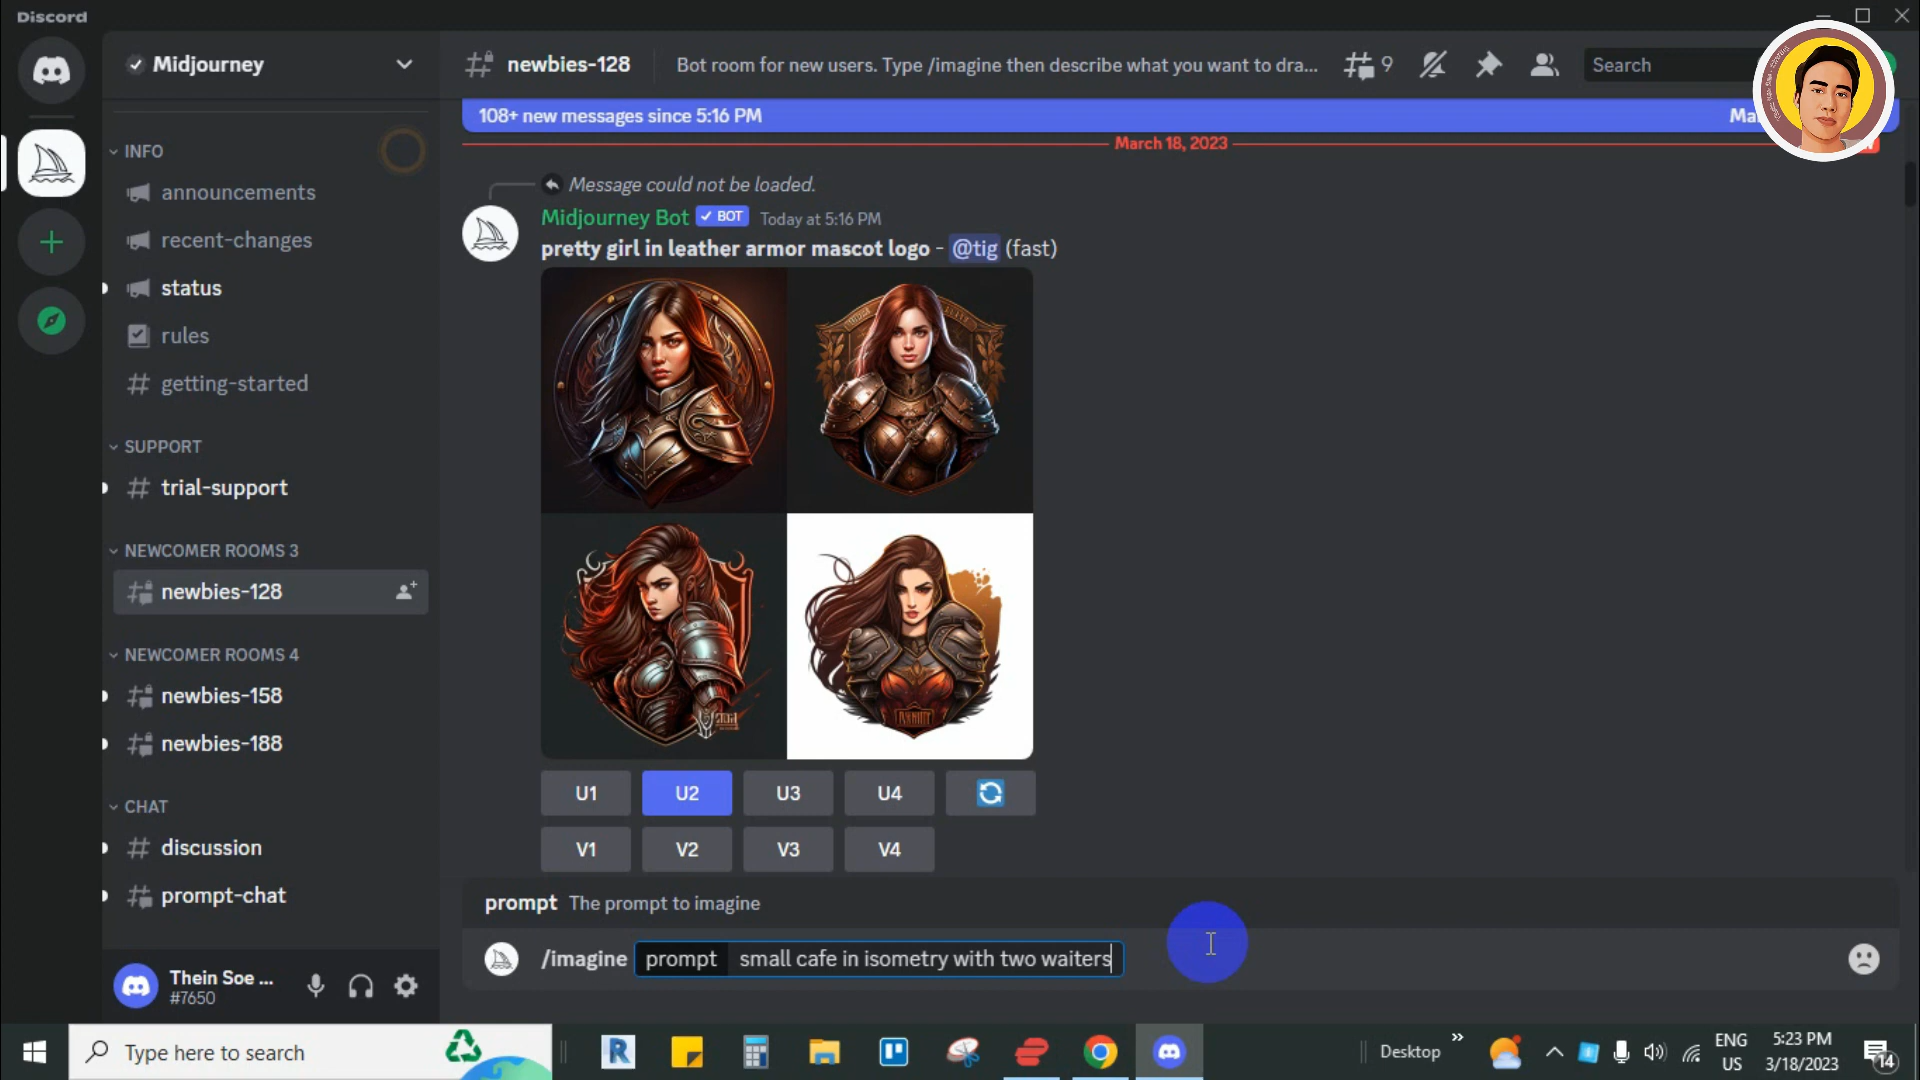 Discord
Midjourney
INFO
announcements
recent-changes
status
rules
getting-started
SUPPORT
trial-support
NEWCOMER ROOMS 3
newbies-128
NEWCOMER ROOMS 4
newbies-158
newbies-188
CHAT
discussion
prompt-chat
Thein Soe ...
#7650
newbies-128
Bot room for new users. Type /imagine then describe what you want to dra...
9
Search
108+ new messages since 5:16 PM
March 18, 2023
Message could not be loaded.
Midjourney Bot BOT Today at 5:16 PM
pretty girl in leather armor mascot logo - @tig (fast)
U1 U2 U3 U4
V1 V2 V3 V4
prompt The prompt to imagine
/imagine prompt small cafe in isometry with two waiters
Type here to search
R
Desktop
ENG
US
5:23 PM
3/18/2023
14